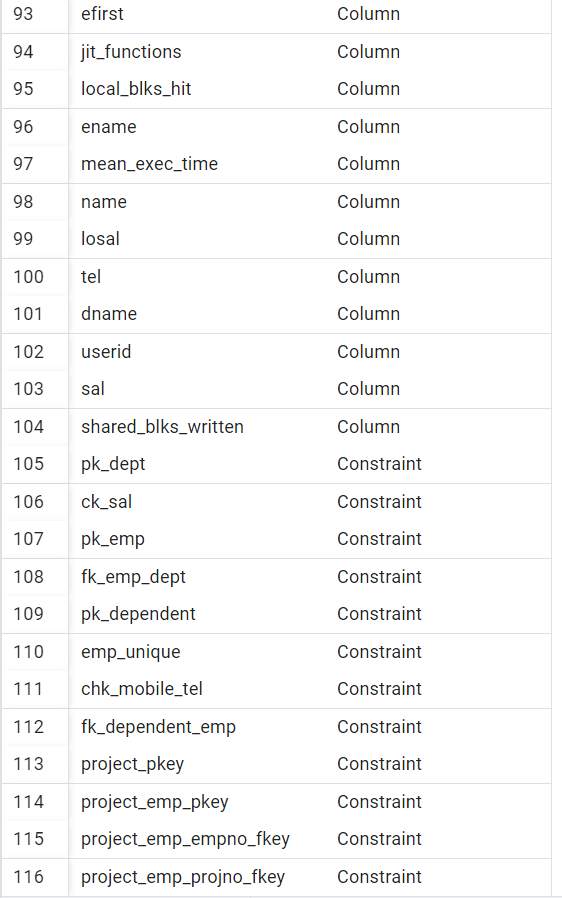 93 efirst Column
94 jit_functions Column
95 local_blks_hit Column
96 ename Column
97 mean_exec_time Column
98 name Column
99 losal Column
100 tel Column
101 dname Column
102 userid Column
103 sal Column
104 shared_blks_written Column
105 pk_dept Constraint
106 ck_sal Constraint
107 pk_emp Constraint
108 fk_emp_dept Constraint
109 pk_dependent Constraint
110 emp_unique Constraint
111 chk_mobile_tel Constraint
112 fk_dependent_emp Constraint
113 project_pkey Constraint
114 project_emp_pkey Constraint
115 project_emp_empno_fkey Constraint
116 project_emp_projno_fkey Constraint